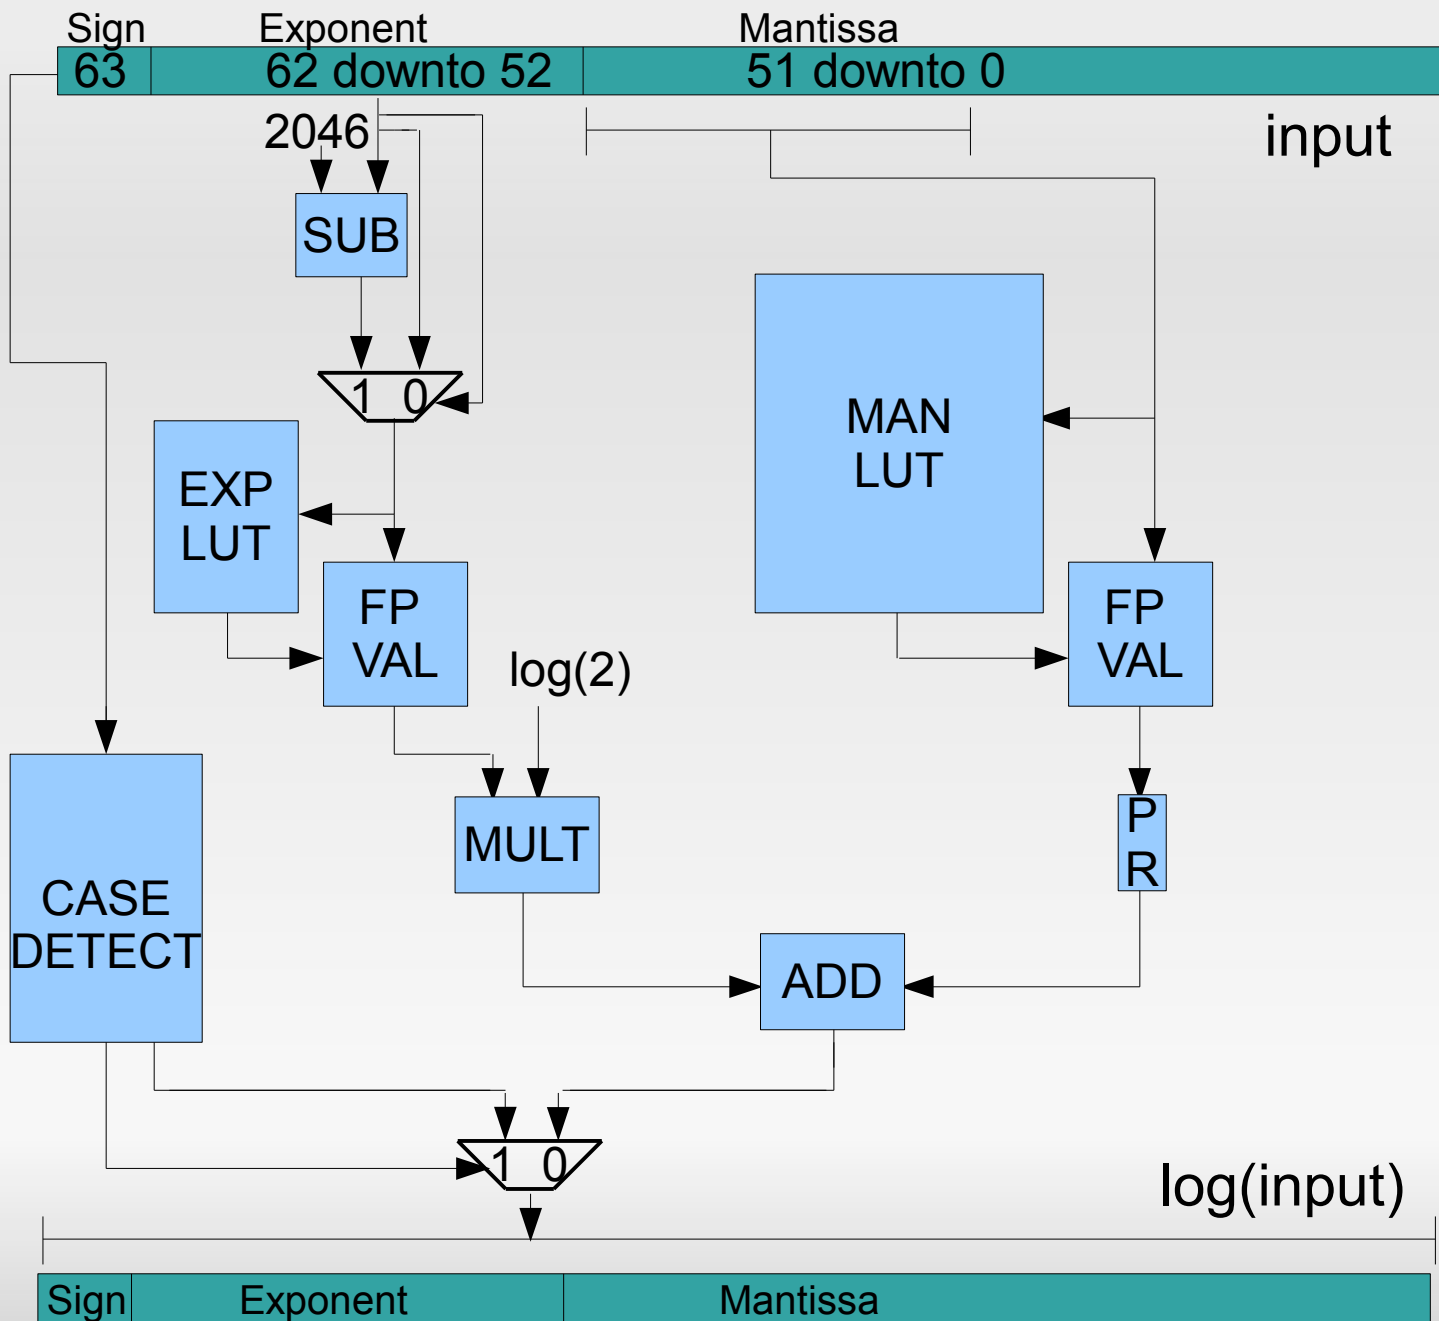 Sign Exponent Mantissa
63 62 downto 52 51 downto 0
2046
input
SUB
1 0
MAN
LUT
EXP
LUT
FP
VAL
FP
VAL
log(2)
MULT
P
R
CASE
DETECT
ADD
1 0
log(input)
Sign Exponent Mantissa